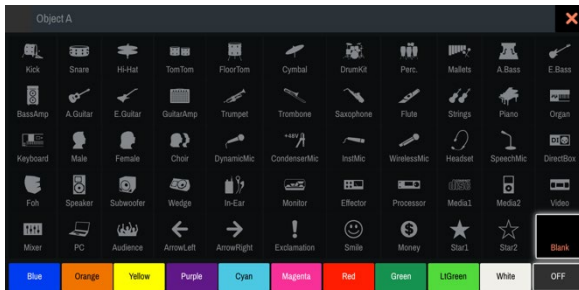 Object A
Kick Snare Hi-Hat TomTom FloorTom Cymbal DrumKit Perc. Mallets A.Bass E.Bass
BassAmp A.Guitar E.Guitar GuitarAmp Trumpet Trombone Saxophone Flute Strings Piano Organ
+48V
Keyboard Male Female Choir DynamicMic CondenserMic InstMic WirelessMic Headset SpeechMic DirectBox
Foh Speaker Subwoofer Wedge In-Ear Monitor Effector Processor Media1 Media2 Video
Mixer PC Audience ArrowLeft ArrowRight Exclamation Smile Money Star1 Star2 Blank
Blue Orange Yellow Purple Cyan Magenta Red Green LtGreen White OFF